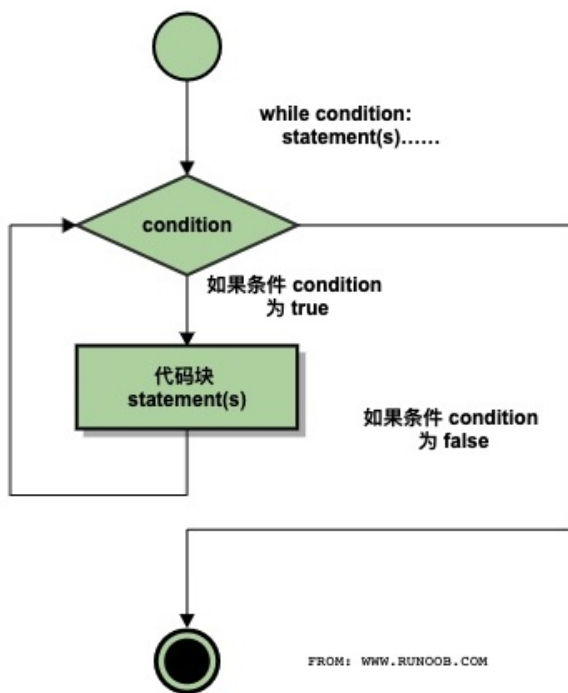 while condition:
statement(s)......
condition
如果条件 condition
为 true
代码块
statement(s)
如果条件 condition
为 false
FROM: WWW.RUNOOB.COM